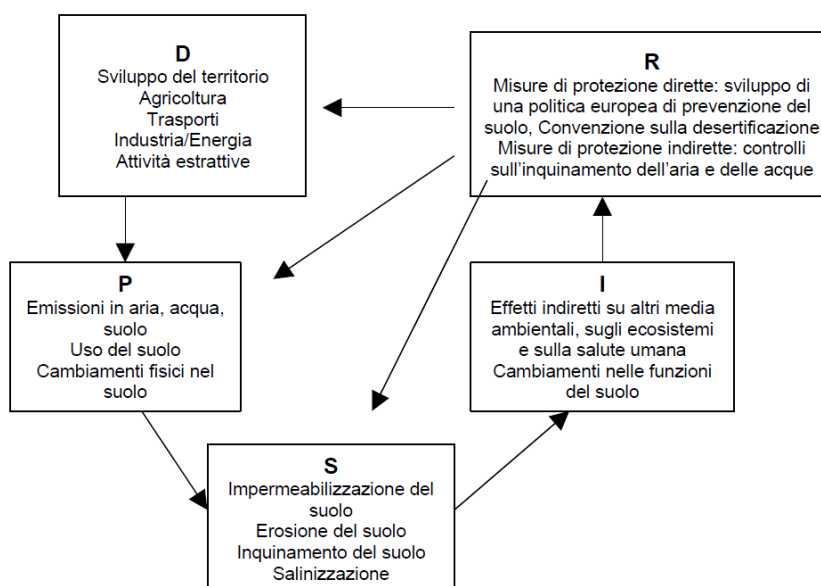 D
Sviluppo del territorio
Agricoltura
Trasporti
Industria/Energia
Attività estrattive
R
Misure di protezione dirette: sviluppo di
una politica europea di prevenzione del
suolo, Convenzione sulla desertificazione
Misure di protezione indirette: controlli
sull'inquinamento dell'aria e delle acque
P
Emissioni in aria, acqua,
suolo
Uso del suolo
Cambiamenti fisici nel
suolo
I
Effetti indiretti su altri media
ambientali, sugli ecosistemi
e sulla salute umana
Cambiamenti nelle funzioni
del suolo
S
Impermeabilizzazione del
suolo
Erosione del suolo
Inquinamento del suolo
Salinizzazione